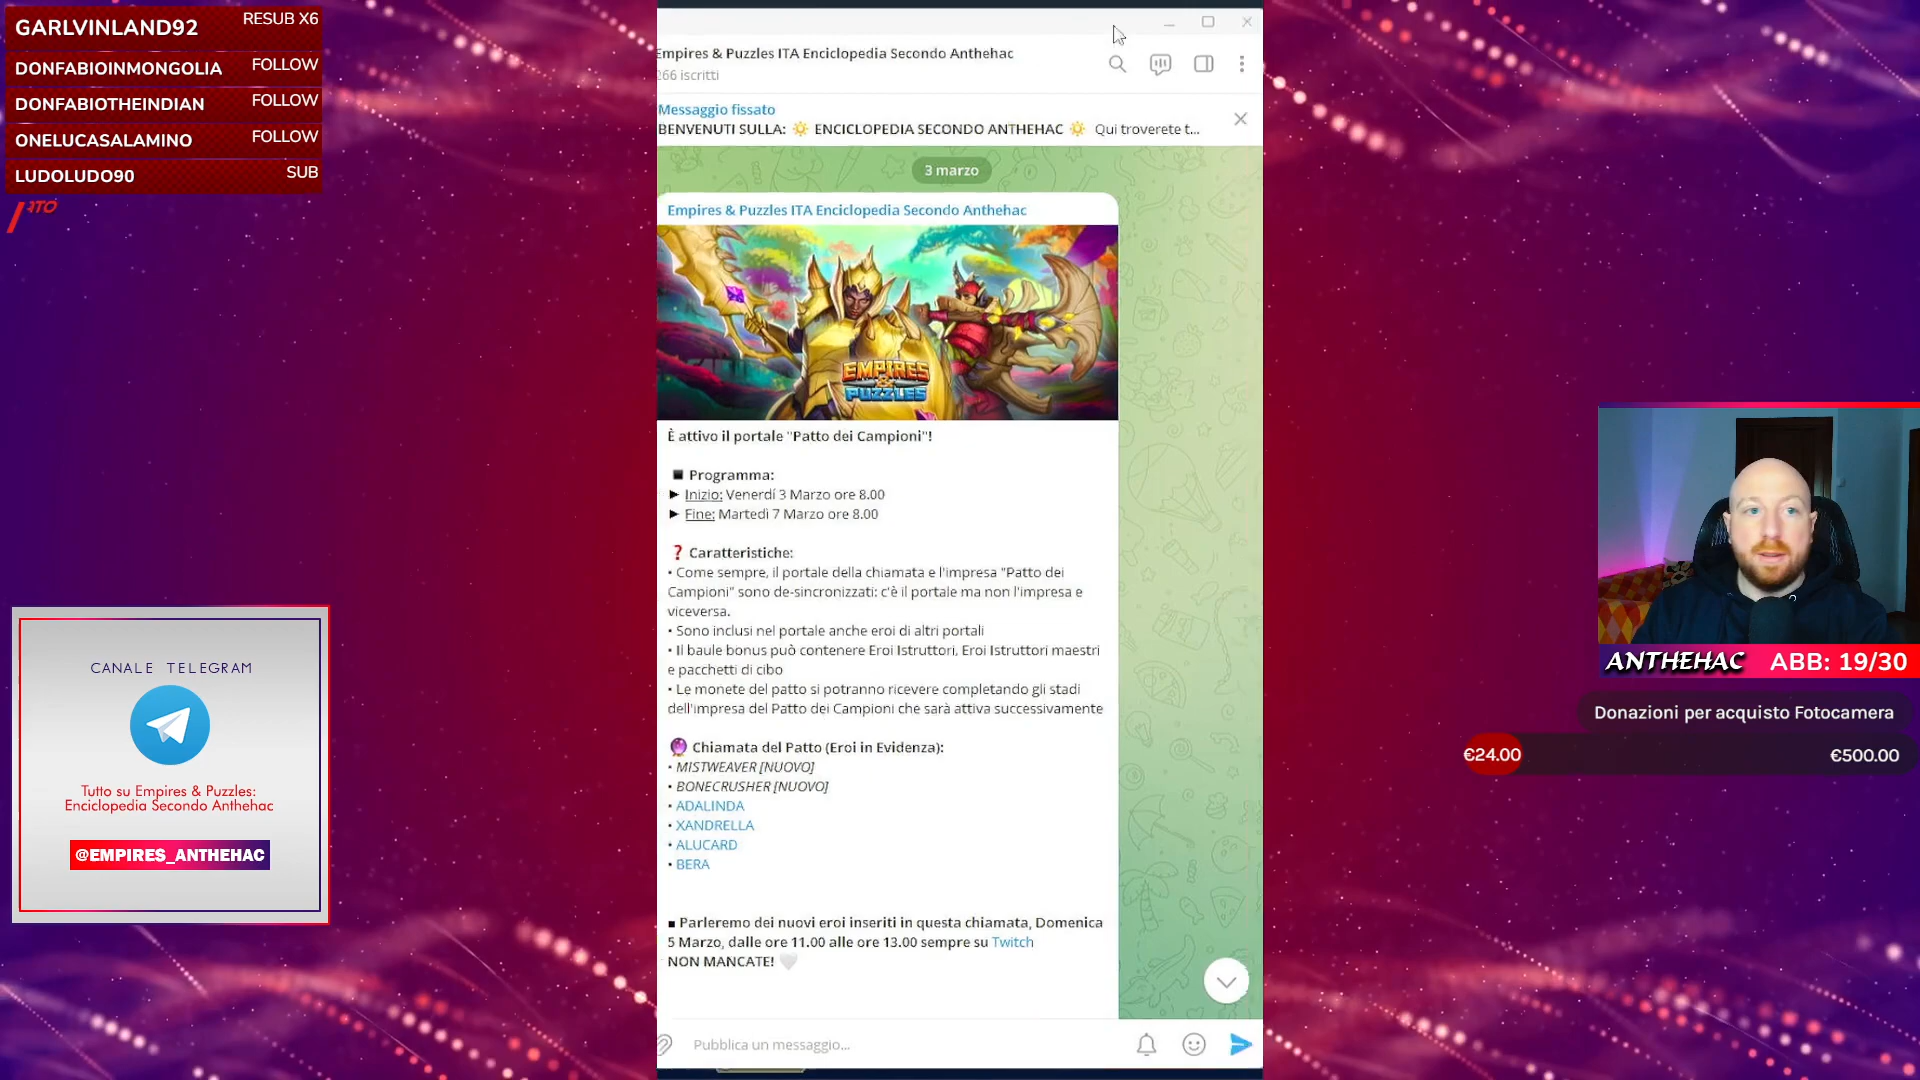 GARLVINLAND92 RESUB X6
DONFABIOINMONGOLIA FOLLOW
DONFABIOTHEINDIAN FOLLOW
ONELUCASALAMINO FOLLOW
LUDOLUDO90 SUB
CANALE TELEGRAM
Tutto su Empires & Puzzles:
Enciclopedia Secondo Anthehac
@EMPIRES_ANTHEHAC
Empires & Puzzles ITA Enciclopedia Secondo Anthehac
266 iscritti
Messaggio fissato
BENVENUTI SULLA: ☀️ ENCICLOPEDIA SECONDO ANTHEHAC ☀️ Qui troverete t...
3 marzo
Empires & Puzzles ITA Enciclopedia Secondo Anthehac
EMPIRES
&
PUZZLES
È attivo il portale "Patto dei Campioni"!
◾ Programma:
► Inizio: Venerdí 3 Marzo ore 8.00
► Fine: Martedì 7 Marzo ore 8.00
❓ Caratteristiche:
• Come sempre, il portale della chiamata e l'impresa "Patto dei
Campioni" sono de-sincronizzati: c'è il portale ma non l'impresa e
viceversa.
• Sono inclusi nel portale anche eroi di altri portali
• Il baule bonus può contenere Eroi Istruttori, Eroi Istruttori maestri
e pacchetti di cibo
• Le monete del patto si potranno ricevere completando gli stadi
dell'impresa del Patto dei Campioni che sarà attiva successivamente
🔮 Chiamata del Patto (Eroi in Evidenza):
• MISTWEAVER [NUOVO]
• BONECRUSHER [NUOVO]
• ADALINDA
• XANDRELLA
• ALUCARD
• BERA
▪ Parleremo dei nuovi eroi inseriti in questa chiamata, Domenica
5 Marzo, dalle ore 11.00 alle ore 13.00 sempre su Twitch
NON MANCATE! 🤍
Pubblica un messaggio...
ANTHEHAC ABB: 19/30
Donazioni per acquisto Fotocamera
€24.00 €500.00